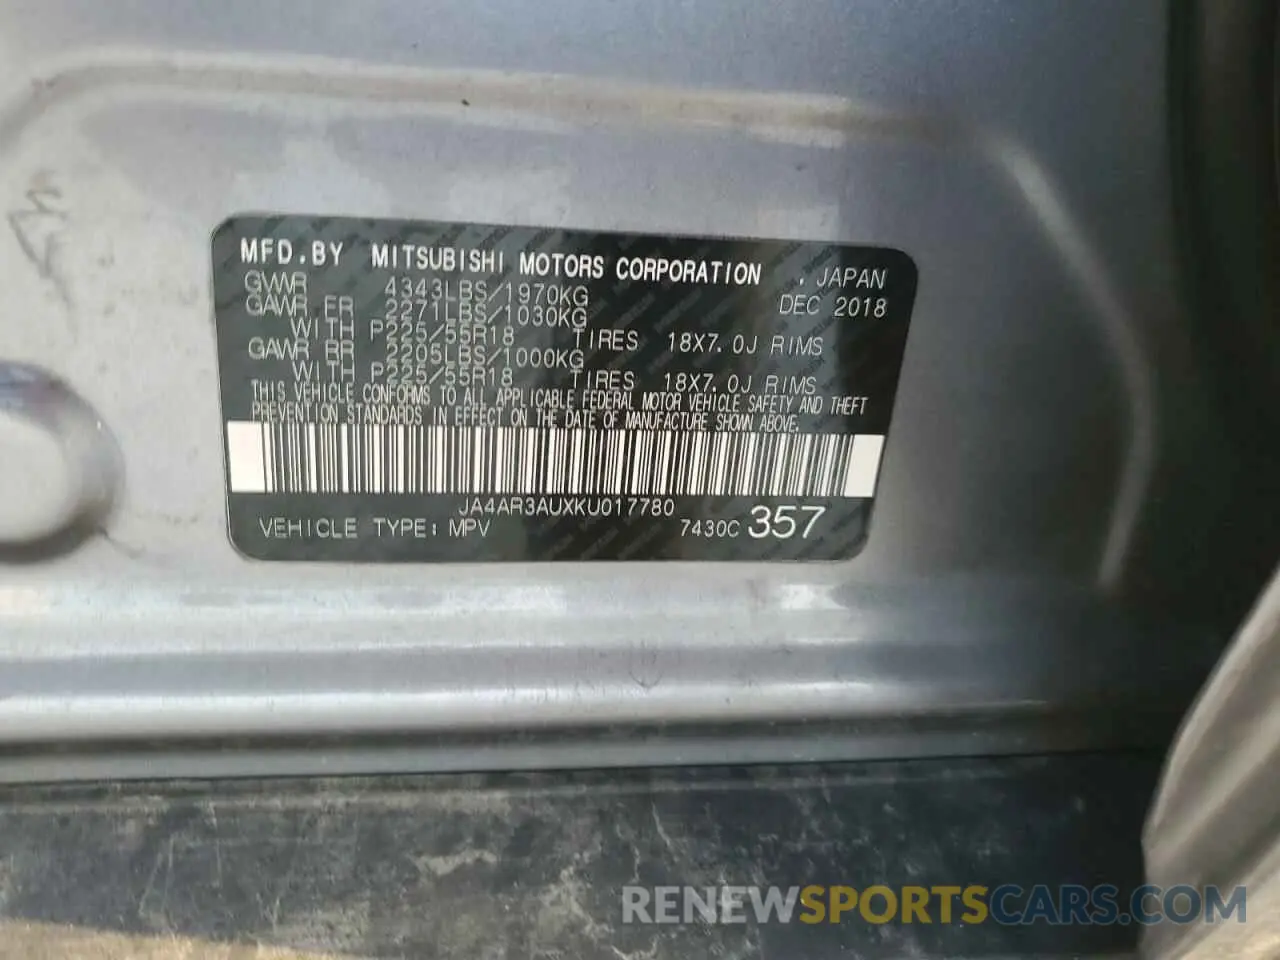 MFD.BY MITSUBISHI MOTORS CORPORATION , JAPAN
GVWR 4343LBS/1970KG DEC 2018
GAWR FR 2271LBS/1030KG
WITH P225/55R18 TIRES 18X7.0J RIMS
GAWR RR 2205LBS/1000KG
WITH P225/55R18 TIRES 18X7.0J RIMS
THIS VEHICLE CONFORMS TO ALL APPLICABLE FEDERAL MOTOR VEHICLE SAFETY AND THEFT
PREVENTION STANDARDS IN EFFECT ON THE DATE OF MANUFACTURE SHOWN ABOVE.
JA4AR3AUXKU017780
VEHICLE TYPE: MPV 7430C 357
RENEWSPORTSCARS.COM